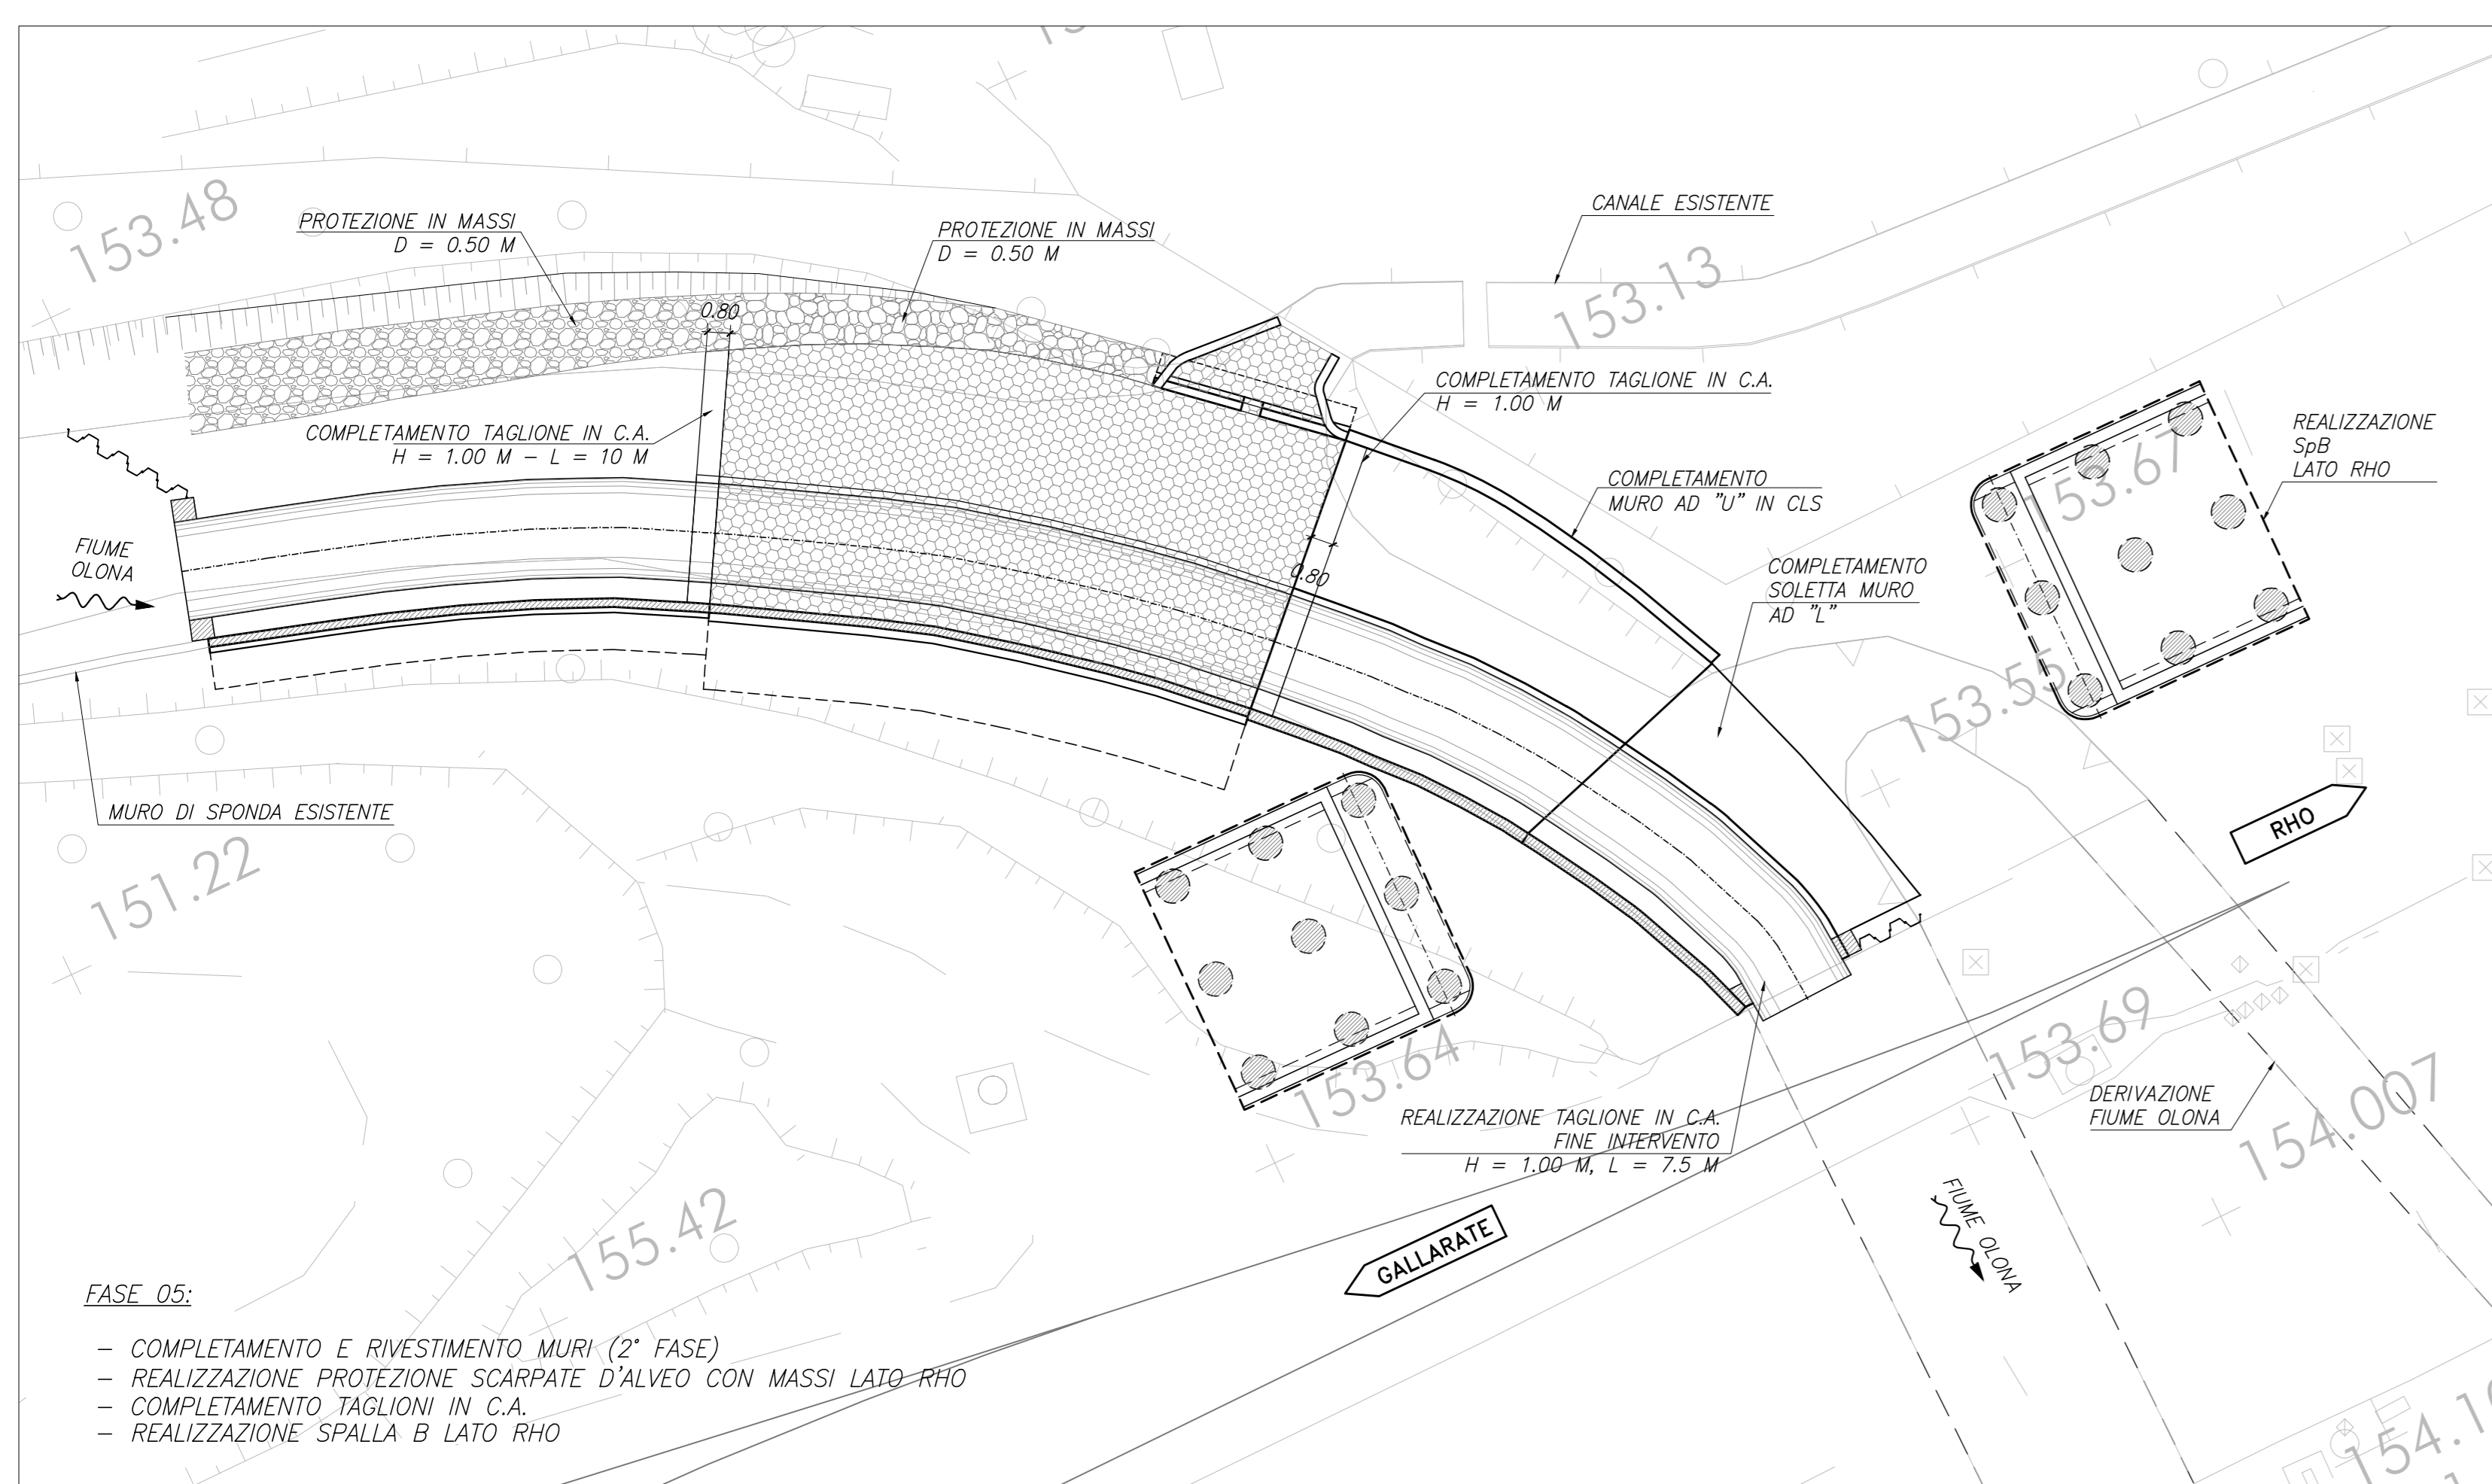 153.48
PROTEZIONE IN MASSI
D = 0.50 M
PROTEZIONE IN MASSI
D = 0.50 M
CANALE ESISTENTE
153.13
0.80
COMPLETAMENTO TAGLIONE IN C.A.
H = 1.00 M
COMPLETAMENTO TAGLIONE IN C.A.
H = 1.00 M – L = 10 M
REALIZZAZIONE
SpB
LATO RHO
153.67
COMPLETAMENTO
MURO AD "U" IN CLS
FIUME
OLONA
0.80
COMPLETAMENTO
SOLETTA MURO
AD "L"
153.55
MURO DI SPONDA ESISTENTE
RHO
151.22
153.64
153.69
REALIZZAZIONE TAGLIONE IN C.A.
FINE INTERVENTO
H = 1.00 M, L = 7.5 M
DERIVAZIONE
FIUME OLONA
154.007
155.42
GALLARATE
FIUME OLONA
FASE 05:
– COMPLETAMENTO E RIVESTIMENTO MURI (2° FASE)
– REALIZZAZIONE PROTEZIONE SCARPATE D'ALVEO CON MASSI LATO RHO
– COMPLETAMENTO TAGLIONI IN C.A.
– REALIZZAZIONE SPALLA B LATO RHO